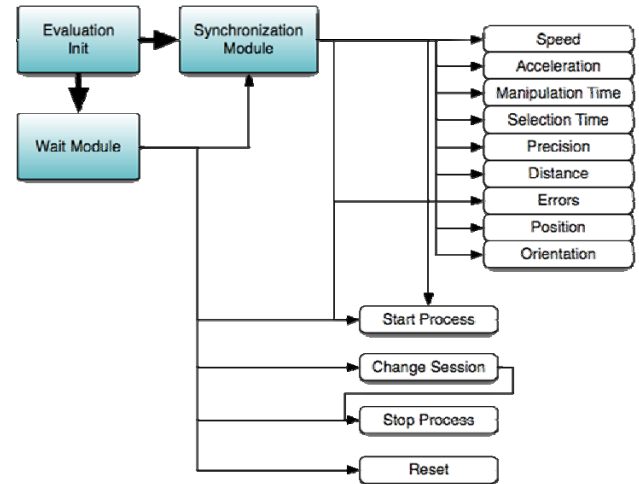 Evaluation
Init
Synchronization
Module
Wait Module
Speed
Acceleration
Manipulation Time
Selection Time
Precision
Distance
Errors
Position
Orientation
Start Process
Change Session
Stop Process
Reset